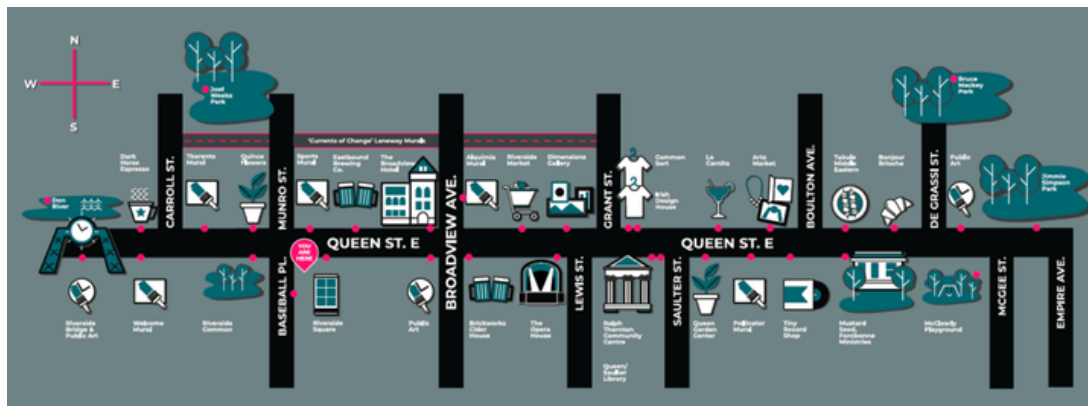 N
W E
S
Joel
Weeks
Park
Bruce
Mackey
Park
'Currents of Change' Laneway Murals
Dark
Horse
Espresso
CARROLL ST.
Tkaronto
Mural
Quince
Flowers
MUNRO ST.
Sports
Mural
Eastbound
Brewing
Co.
The
Broadview
Hotel
BROADVIEW AVE.
Alquimia
Mural
Riverside
Market
Dimensions
Gallery
GRANT ST.
Common
Sort
Irish
Design
House
La
Carnita
Arts
Market
BOULTON AVE.
Tabule
Middle
Eastern
Bonjour
Brioche
DE GRASSI ST.
Public
Art
Jimmie
Simpson Park
Don
River
YOU
ARE
HERE
QUEEN ST. E
QUEEN ST. E
Riverside
Bridge &
Public Art
Welcome
Mural
Riverside
Common
BASEBALL PL.
Riverside
Square
Public
Art
Brickworks
Cider
House
The
Opera
House
LEWIS ST.
Ralph
Thornton
Community
Centre
Queen/
Saulter
Library
SAULTER ST.
Queen
Garden
Center
Pollinator
Mural
Tiny
Record
Shop
Mustard
Seed,
Fontbonne
Ministries
McCleary
Playground
MCGEE ST.
EMPIRE AVE.